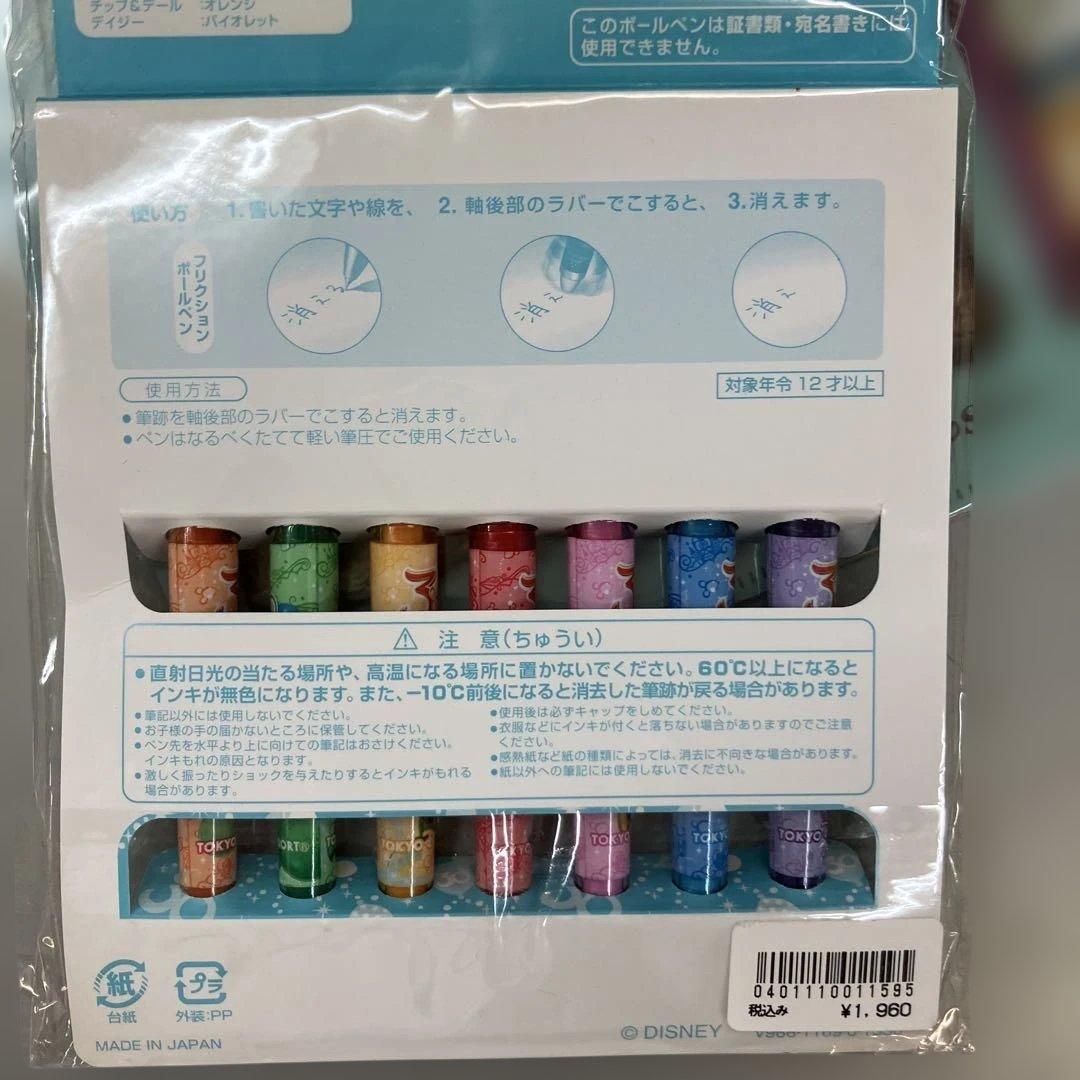 チップ&デール :オレンジ
デイジー :バイオレット
このボールペンは証書類・宛名書きには
使用できません。
使い方 1.書いた文字や線を、 2. 軸後部のラバーでこすると、 3.消えます。
フリクション
ボールペン
消える
消え
消え
使用方法
対象年令12才以上
●筆跡を軸後部のラバーでこすると消えます。
●ペンはなるべくたてて軽い筆圧でご使用ください。
⚠ 注 意(ちゅうい)
●直射日光の当たる場所や、高温になる場所に置かないでください。60℃以上になると
インキが無色になります。また、−10℃前後になると消去した筆跡が戻る場合があります。
●筆記以外には使用しないでください。
●お子様の手の届かないところに保管してください。
●ペン先を水平より上に向けての筆記はおさけください。
インキもれの原因となります。
●激しく振ったりショックを与えたりするとインキがもれる
場合があります。
●使用後は必ずキャップをしめてください。
●衣服などにインキが付くと落ちない場合がありますのでご注意
ください。
●感熱紙など紙の種類によっては、消去に不向きな場合があります。
●紙以外への筆記には使用しないでください。
TOKYO
ORT®
TOKYO
TOKYO
TOKYO
TOKYO
TOKYO
紙
台紙
プラ
外装:PP
MADE IN JAPAN
© DISNEY
0401110011595
税込み ¥1,960